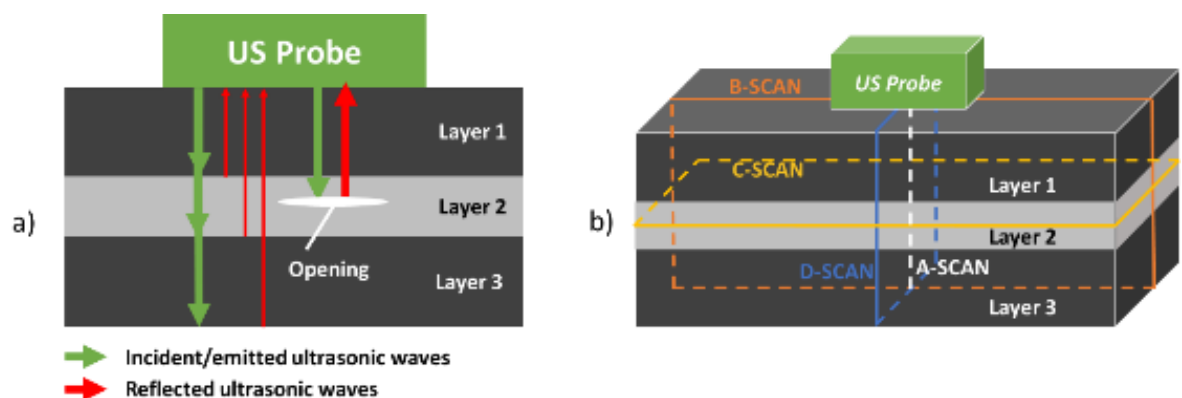 US Probe
Layer 1
Layer 2
a)
Opening
Layer 3
Incident/emitted ultrasonic waves
Reflected ultrasonic waves
US Probe
B-SCAN
C-SCAN
Layer 1
b)
Layer 2
D-SCAN
A-SCAN
Layer 3